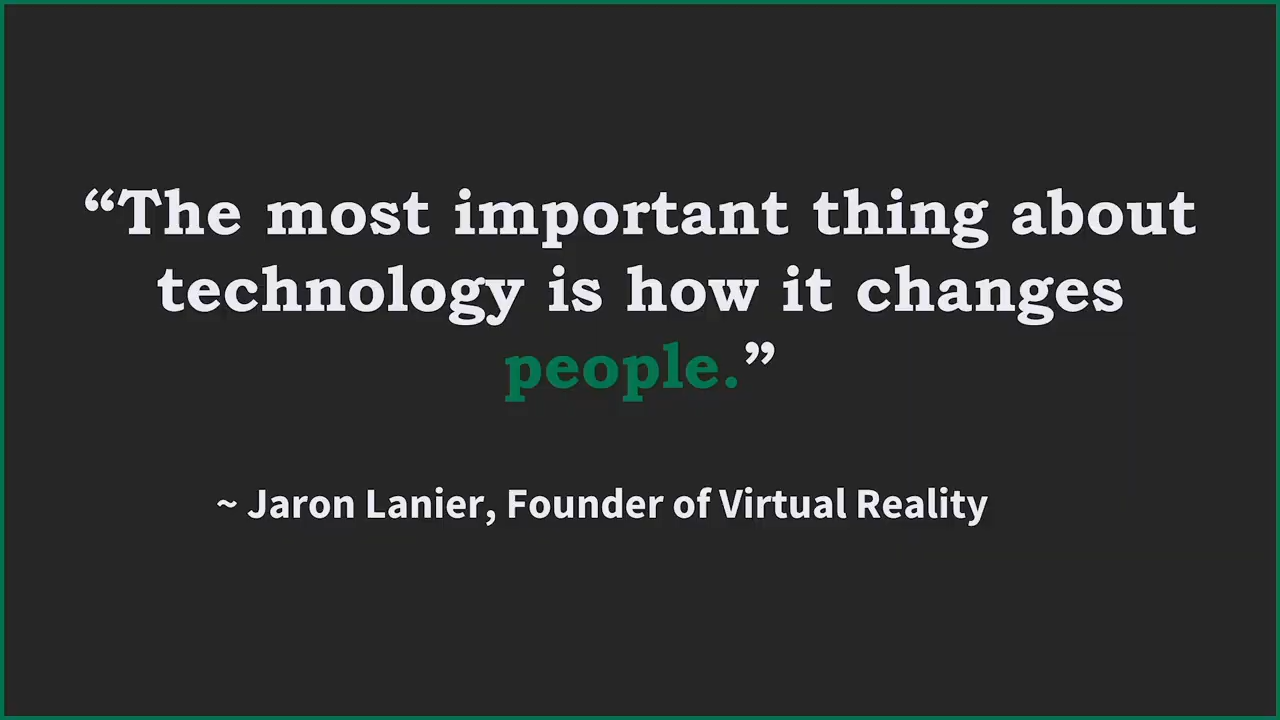 “The most important thing about
technology is how it changes
people.”
~ Jaron Lanier, Founder of Virtual Reality